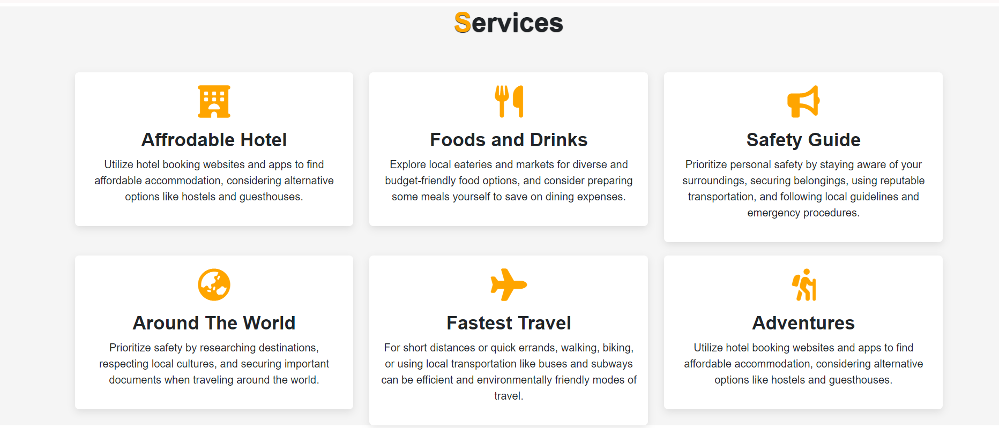 Services
Affrodable Hotel
Utilize hotel booking websites and apps to find
affordable accommodation, considering alternative
options like hostels and guesthouses.
Foods and Drinks
Explore local eateries and markets for diverse and
budget-friendly food options, and consider preparing
some meals yourself to save on dining expenses.
Safety Guide
Prioritize personal safety by staying aware of your
surroundings, securing belongings, using reputable
transportation, and following local guidelines and
emergency procedures.
Around The World
Prioritize safety by researching destinations,
respecting local cultures, and securing important
documents when traveling around the world.
Fastest Travel
For short distances or quick errands, walking, biking,
or using local transportation like buses and subways
can be efficient and environmentally friendly modes of
travel.
Adventures
Utilize hotel booking websites and apps to find
affordable accommodation, considering alternative
options like hostels and guesthouses.